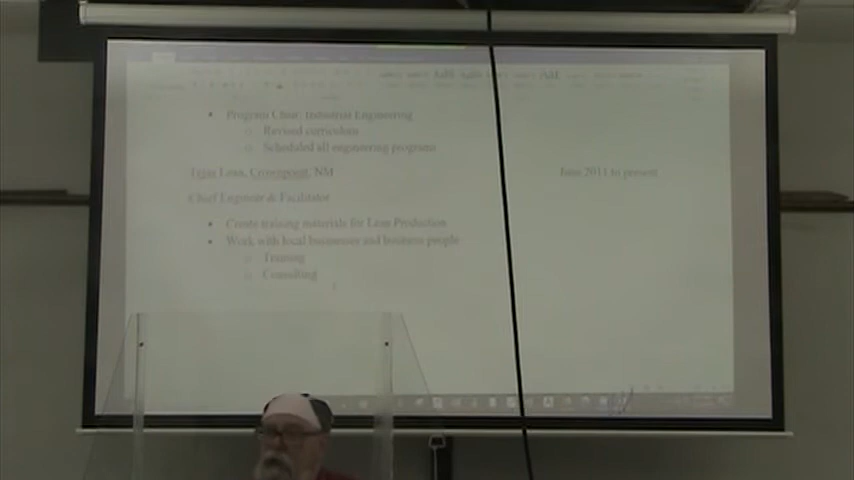 Program Chair, Industrial Engineering
Revised curriculum
Scheduled all engineering programs
Lean, Crownpoint, NM
June 2011 to present
Chief Engineer & Facilitator
Create training materials for Lean Production
Work with local businesses and business people
Training
Consulting